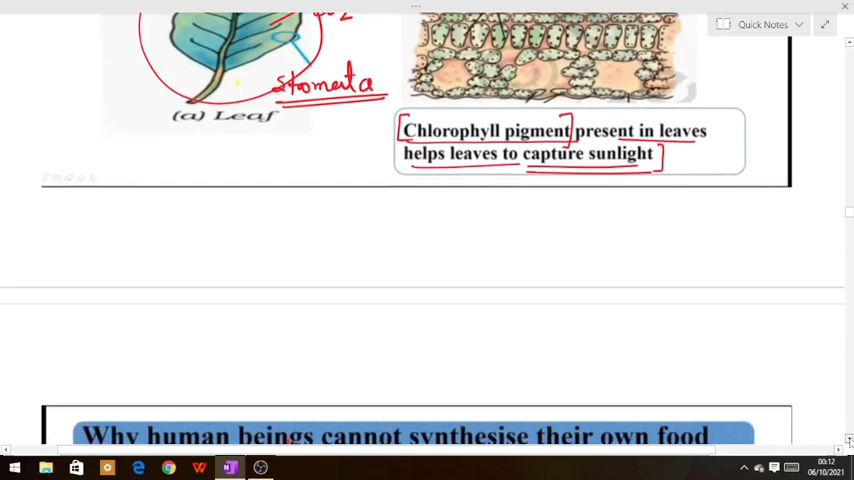 Quick Notes
stomata
(a) Leaf
Chlorophyll pigment present in leaves
helps leaves to capture sunlight
Why human beings cannot synthesise their own food
00:12
06/10/2021